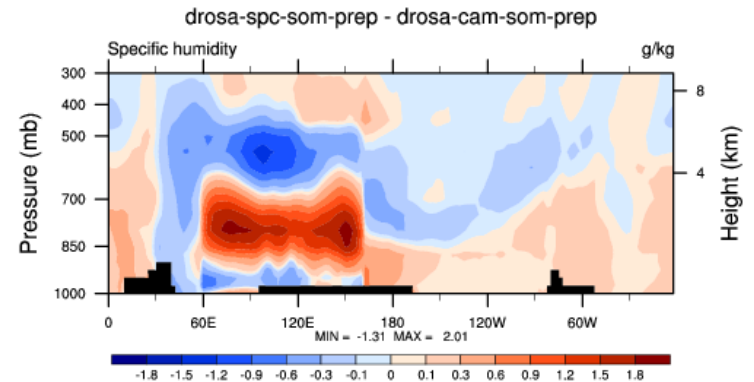 drosa-spc-som-prep - drosa-cam-som-prep
Specific humidity g/kg
300
400
500
700
850
1000
Pressure (mb)
8
4
Height (km)
0 60E 120E 180 120W 60W
MIN = -1.31 MAX = 2.01
-1.8 -1.5 -1.2 -0.9 -0.6 -0.3 -0.1 0 0.1 0.3 0.6 0.9 1.2 1.5 1.8